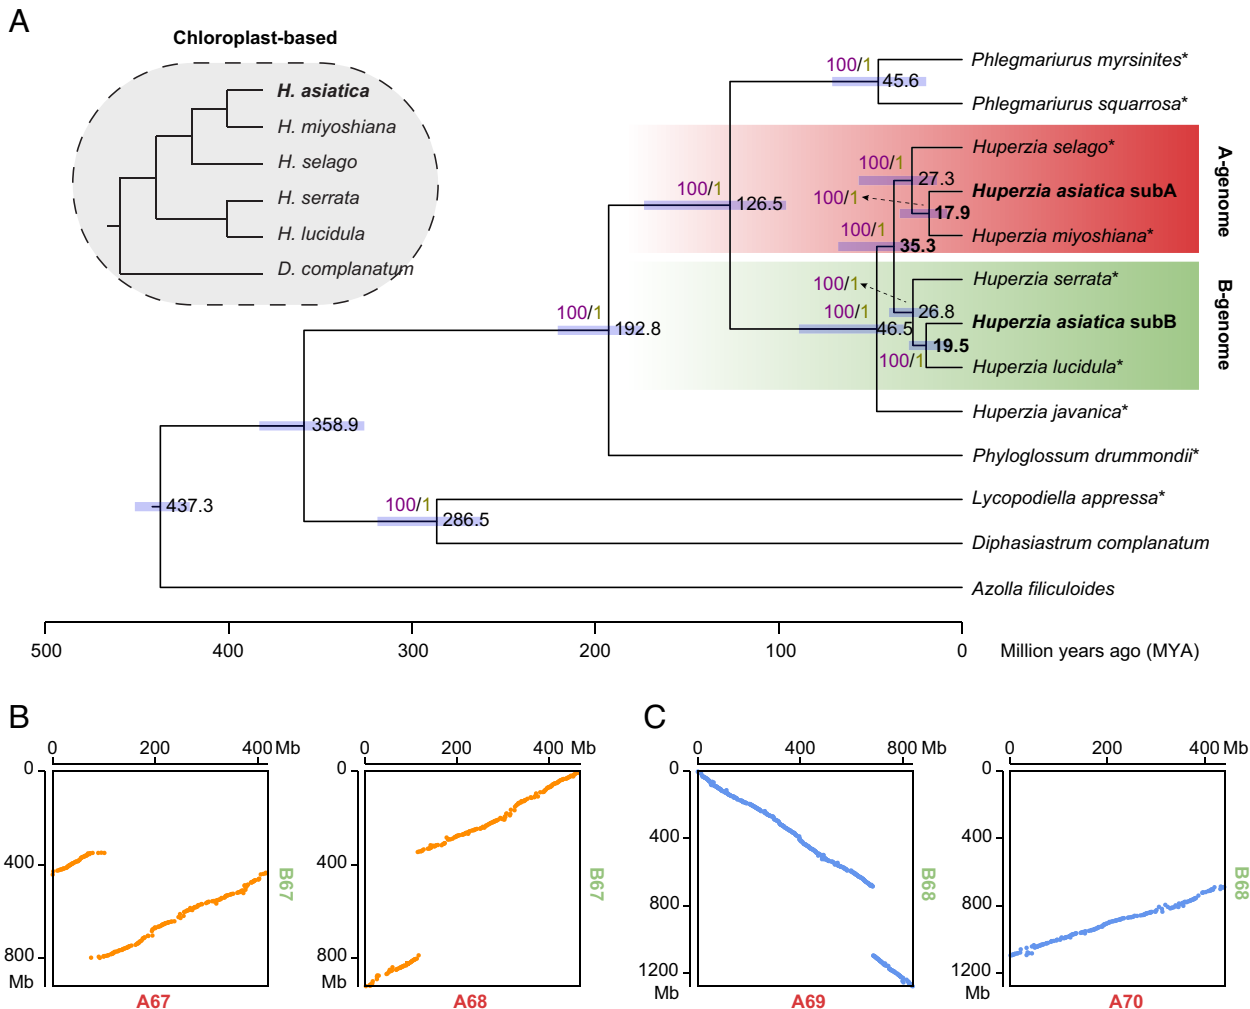 A
Chloroplast-based
H. asiatica
H. miyoshiana
H. selago
H. serrata
H. lucidula
D. complanatum
100/1
45.6
Phlegmariurus myrsinites*
Phlegmariurus squarrosa*
100/1
126.5
A-genome
100/1
27.3
Huperzia selago*
100/1
Huperzia asiatica subA
17.9
Huperzia miyoshiana*
100/1
35.3
B-genome
100/1
Huperzia serrata*
26.8
100/1
46.5
Huperzia asiatica subB
19.5
100/1
Huperzia lucidula*
Huperzia javanica*
100/1
192.8
Phyloglossum drummondii*
358.9
100/1
286.5
Lycopodiella appressa*
Diphasiastrum complanatum
437.3
Azolla filiculoides
500 400 300 200 100 0 Million years ago (MYA)
B
0 200 400 Mb
0
400
800
Mb
A67
B67
0 200 400 Mb
0
400
800
Mb
A68
B67
C
0 400 800 Mb
0
400
800
1200
Mb
A69
B68
0 200 400 Mb
0
400
800
1200
Mb
A70
B68